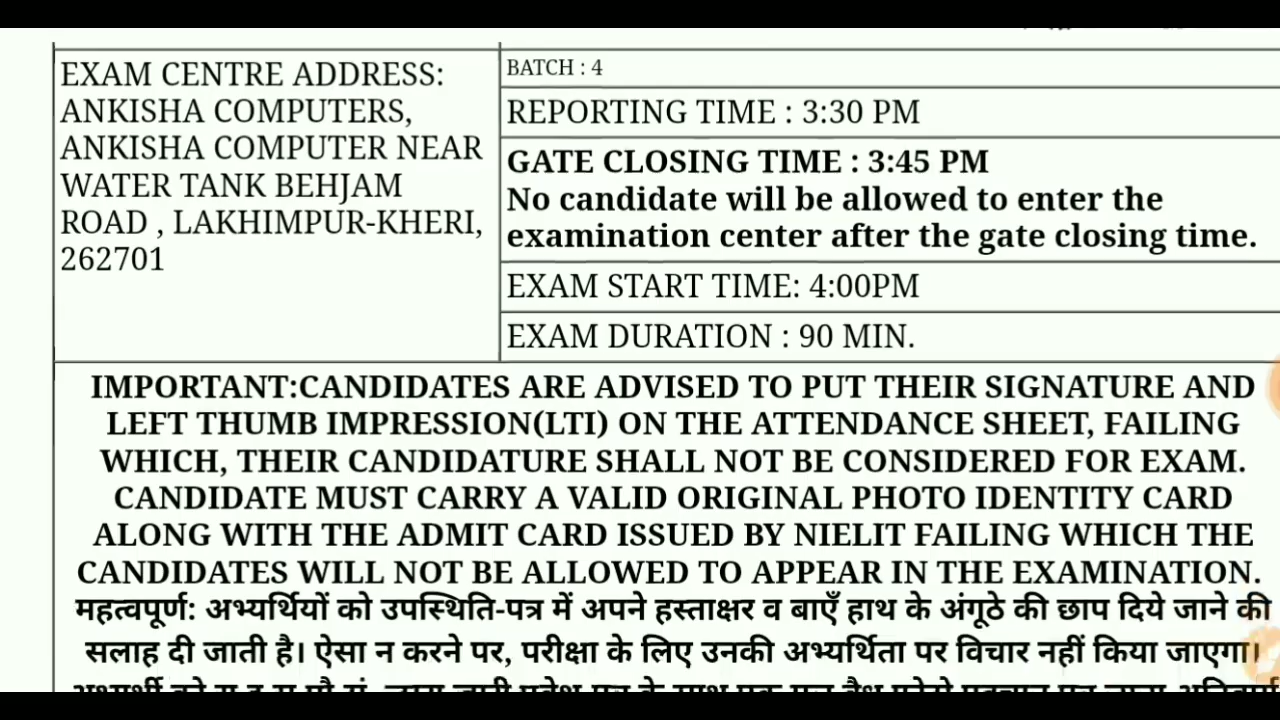 EXAM CENTRE ADDRESS:
ANKISHA COMPUTERS,
ANKISHA COMPUTER NEAR
WATER TANK BEHJAM
ROAD , LAKHIMPUR-KHERI,
262701
BATCH : 4
REPORTING TIME : 3:30 PM
GATE CLOSING TIME : 3:45 PM
No candidate will be allowed to enter the
examination center after the gate closing time.
EXAM START TIME: 4:00PM
EXAM DURATION : 90 MIN.
IMPORTANT:CANDIDATES ARE ADVISED TO PUT THEIR SIGNATURE AND
LEFT THUMB IMPRESSION(LTI) ON THE ATTENDANCE SHEET, FAILING
WHICH, THEIR CANDIDATURE SHALL NOT BE CONSIDERED FOR EXAM.
CANDIDATE MUST CARRY A VALID ORIGINAL PHOTO IDENTITY CARD
ALONG WITH THE ADMIT CARD ISSUED BY NIELIT FAILING WHICH THE
CANDIDATES WILL NOT BE ALLOWED TO APPEAR IN THE EXAMINATION.
महत्वपूर्ण: अभ्यर्थियों को उपस्थिति-पत्र में अपने हस्ताक्षर व बाएँ हाथ के अंगूठे की छाप दिये जाने की
सलाह दी जाती है। ऐसा न करने पर, परीक्षा के लिए उनकी अभ्यर्थिता पर विचार नहीं किया जाएगा।